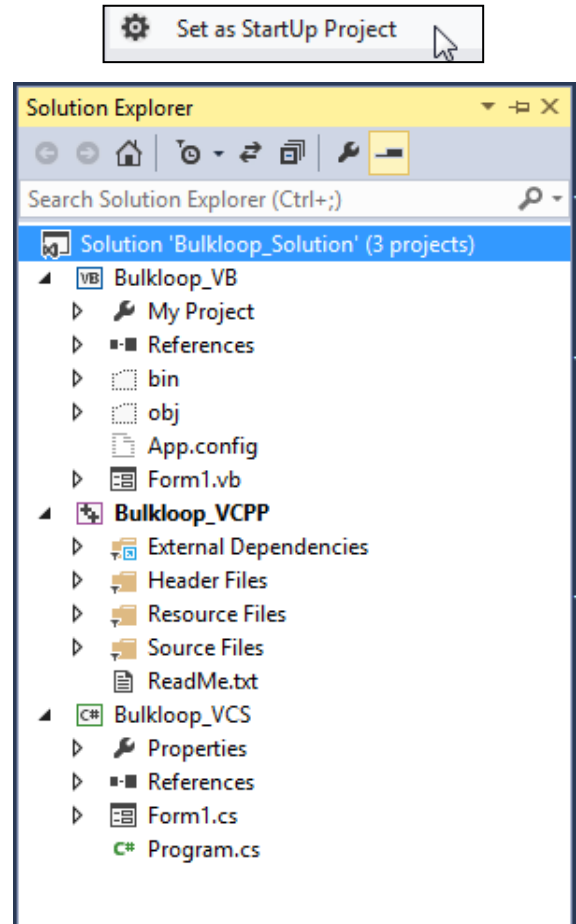 Set as StartUp Project
Solution Explorer
Search Solution Explorer (Ctrl+;)
Solution 'Bulkloop_Solution' (3 projects)
VB Bulkloop_VB
My Project
References
bin
obj
App.config
Form1.vb
Bulkloop_VCPP
External Dependencies
Header Files
Resource Files
Source Files
ReadMe.txt
C# Bulkloop_VCS
Properties
References
Form1.cs
C# Program.cs